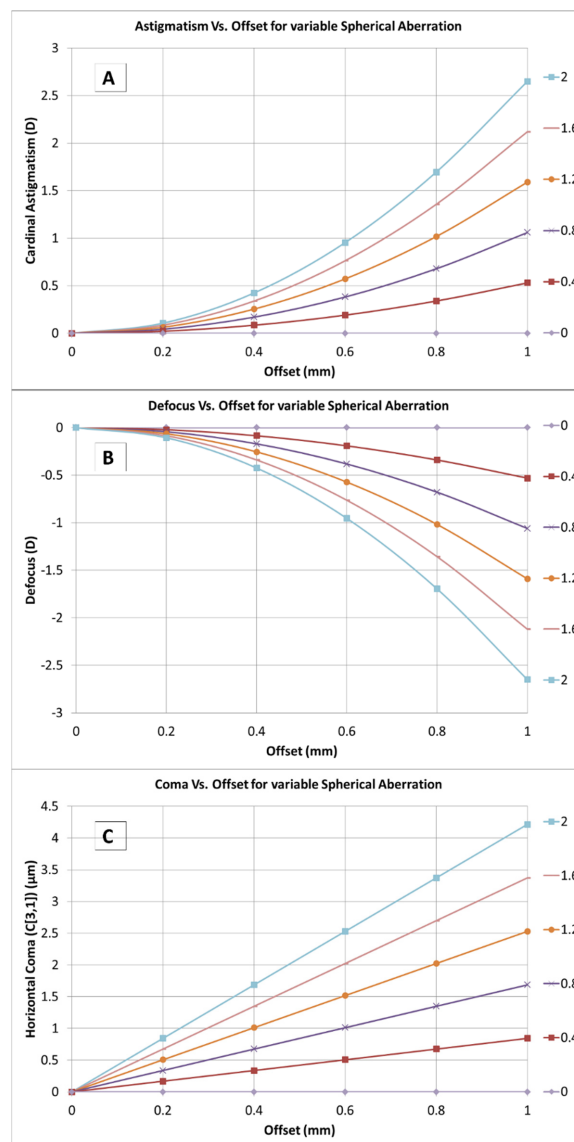 Astigmatism Vs. Offset for variable Spherical Aberration
A
Cardinal Astigmatism (D)
3
2.5
2
1.5
1
0.5
0
0 0.2 0.4 0.6 0.8 1
Offset (mm)
2
1.6
1.2
0.8
0.4
0
Defocus Vs. Offset for variable Spherical Aberration
B
Defocus (D)
0
-0.5
-1
-1.5
-2
-2.5
-3
0 0.2 0.4 0.6 0.8 1
Offset (mm)
0
0.4
0.8
1.2
1.6
2
Coma Vs. Offset for variable Spherical Aberration
C
Horizontal Coma (C[3,1]) (μm)
4.5
4
3.5
3
2.5
2
1.5
1
0.5
0
0 0.2 0.4 0.6 0.8 1
Offset (mm)
2
1.6
1.2
0.8
0.4
0